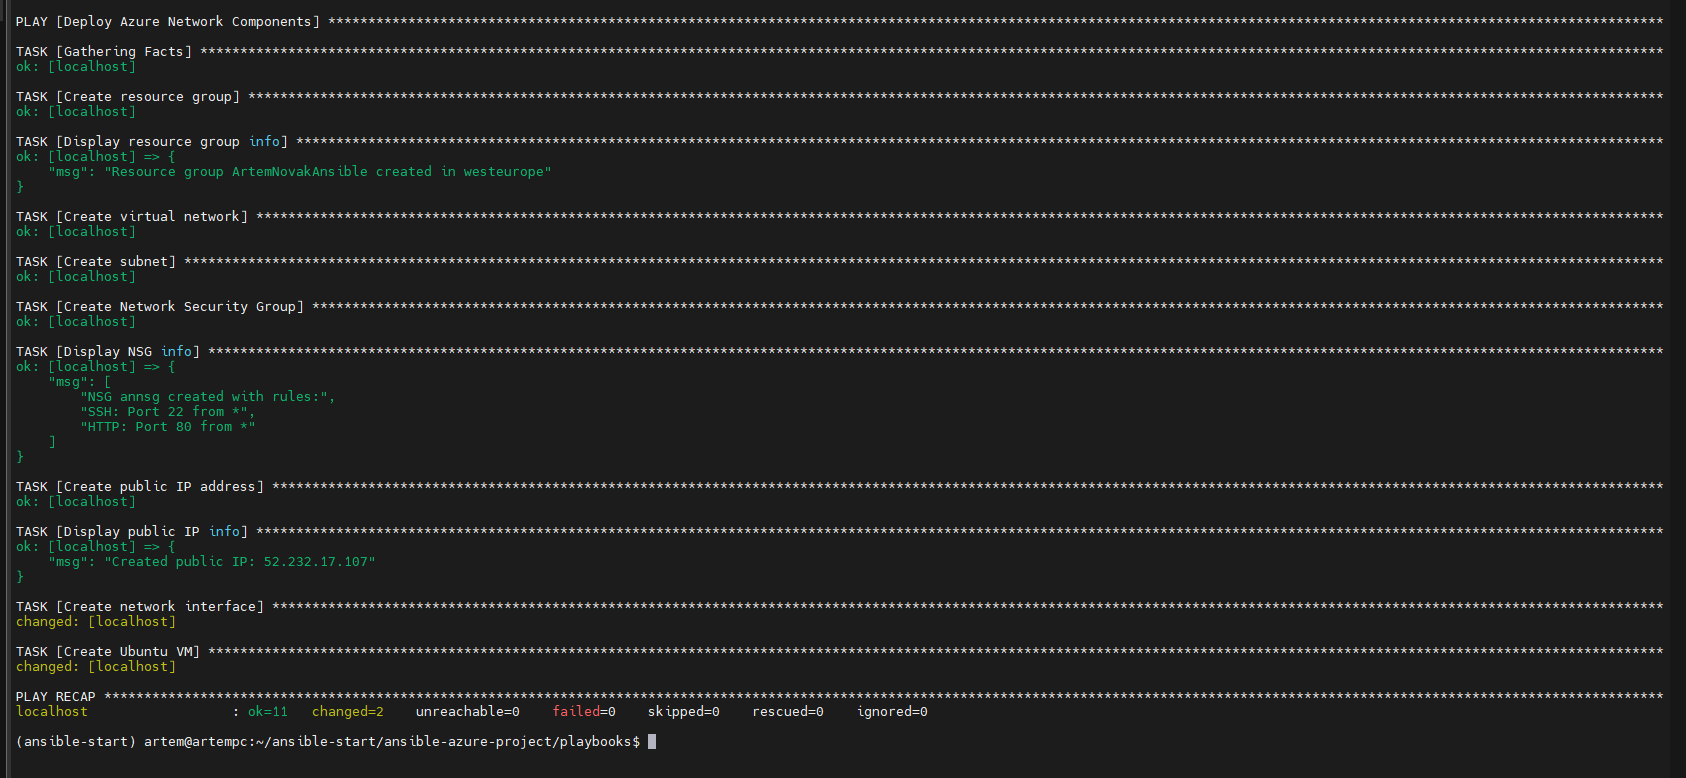 PLAY [Deploy Azure Network Components] ***********************************************************************************************************************************************************************
TASK [Gathering Facts] ***************************************************************************************************************************************************************************************
ok: [localhost]
TASK [Create resource group] *********************************************************************************************************************************************************************************
ok: [localhost]
TASK [Display resource group info] ***************************************************************************************************************************************************************************
ok: [localhost] => {
    "msg": "Resource group ArtemNovakAnsible created in westeurope"
}
TASK [Create virtual network] ********************************************************************************************************************************************************************************
ok: [localhost]
TASK [Create subnet] *****************************************************************************************************************************************************************************************
ok: [localhost]
TASK [Create Network Security Group] *************************************************************************************************************************************************************************
ok: [localhost]
TASK [Display NSG info] **************************************************************************************************************************************************************************************
ok: [localhost] => {
    "msg": [
        "NSG annsg created with rules:",
        "SSH: Port 22 from *",
        "HTTP: Port 80 from *"
    ]
}
TASK [Create public IP address] ******************************************************************************************************************************************************************************
ok: [localhost]
TASK [Display public IP info] ********************************************************************************************************************************************************************************
ok: [localhost] => {
    "msg": "Created public IP: 52.232.17.107"
}
TASK [Create network interface] ******************************************************************************************************************************************************************************
changed: [localhost]
TASK [Create Ubuntu VM] **************************************************************************************************************************************************************************************
changed: [localhost]
PLAY RECAP ***************************************************************************************************************************************************************************************************
localhost                  : ok=11   changed=2    unreachable=0    failed=0    skipped=0    rescued=0    ignored=0
(ansible-start) artem@artempc:~/ansible-start/ansible-azure-project/playbooks$